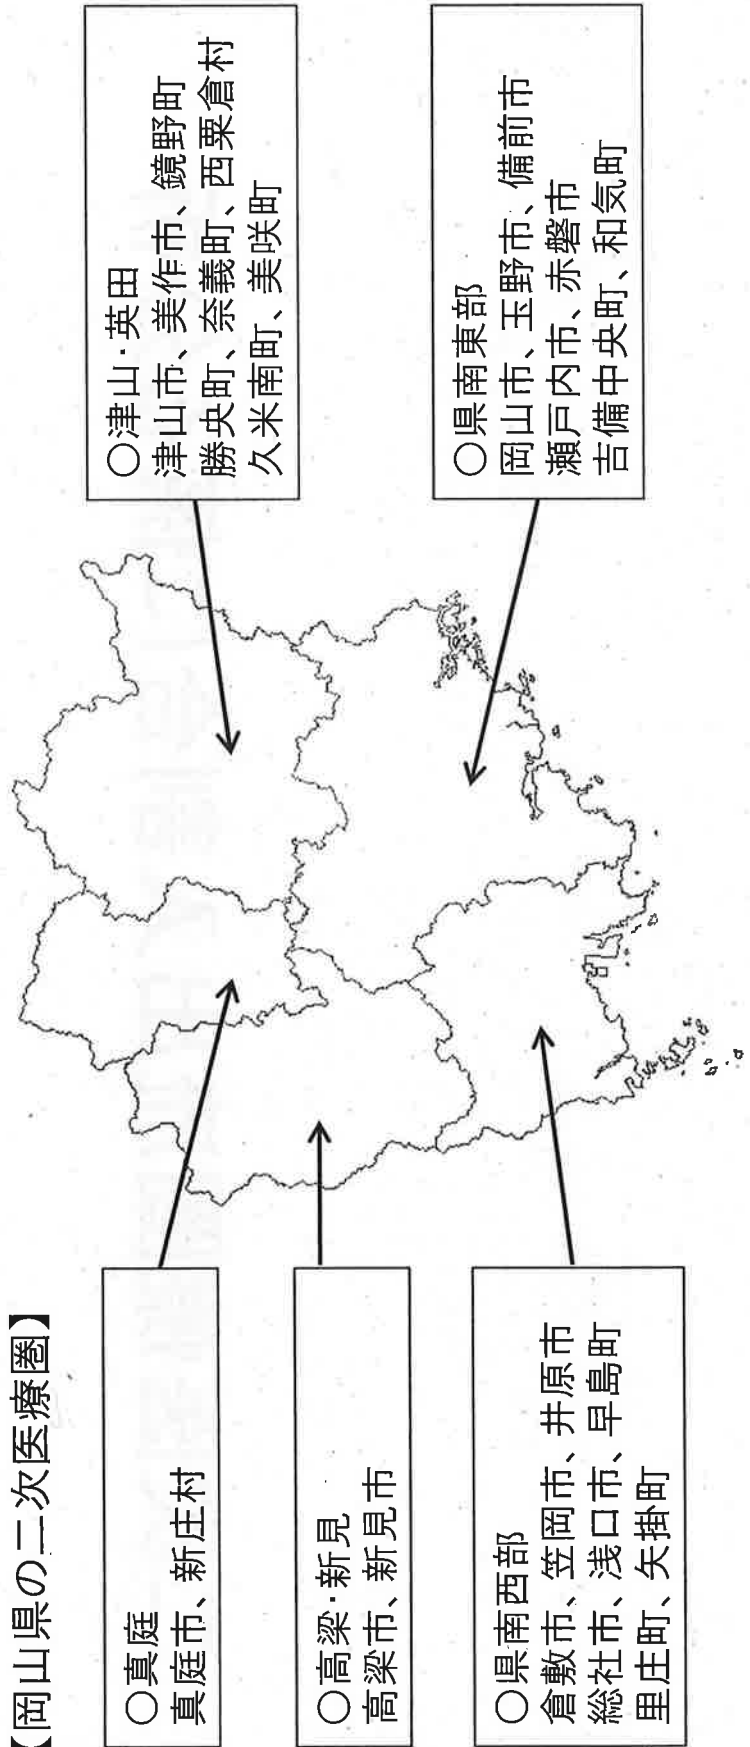 【岡山県の二次医療圏】
○真庭
真庭市、新庄村
○高梁・新見
高梁市、新見市
○県南西部
倉敷市、笠岡市、井原市
総社市、浅口市、早島町
里庄町、矢掛町
○津山・英田
津山市、美作市、鏡野町
勝央町、奈義町、西粟倉村
久米南町、美咲町
○県南東部
岡山市、玉野市、備前市
瀬戸内市、赤磐市
吉備中央町、和気町